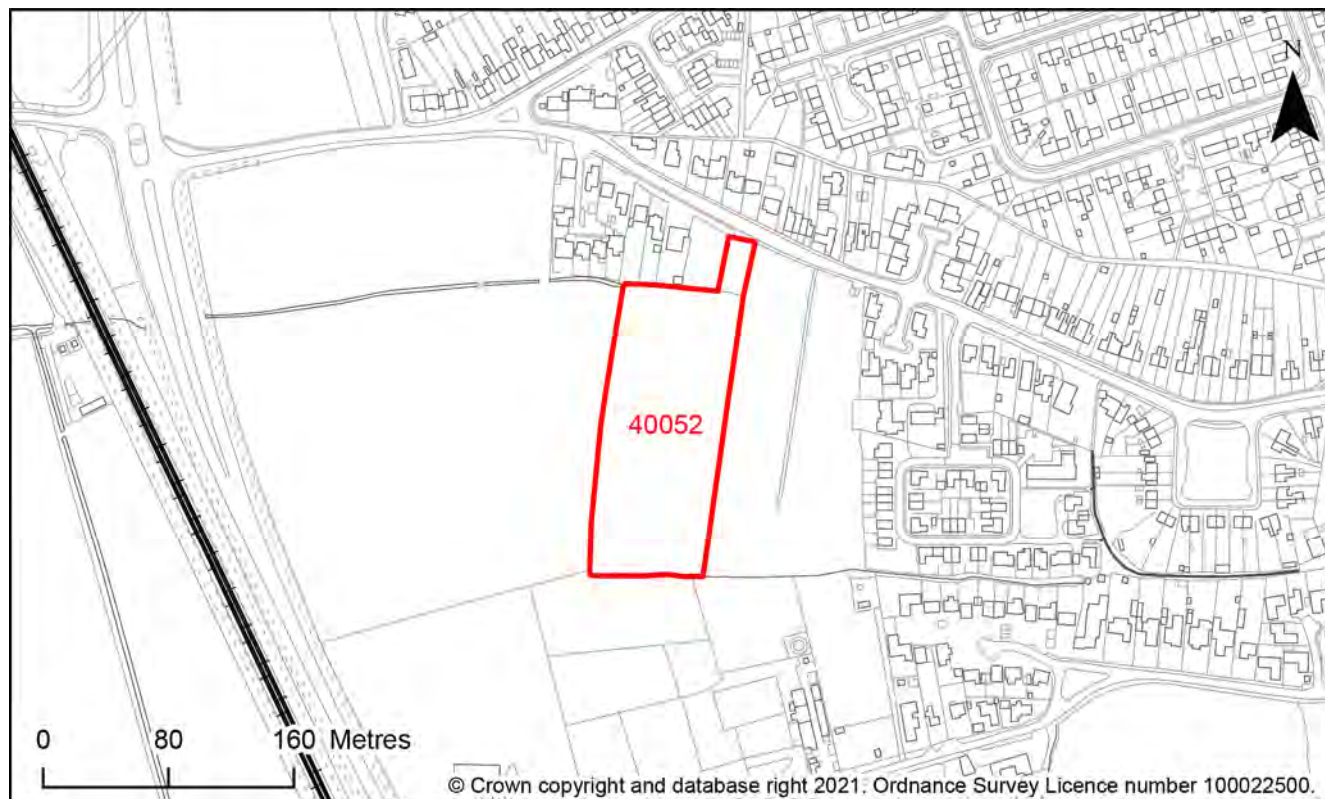 N
40052
0 80 160 Metres
© Crown copyright and database right 2021. Ordnance Survey Licence number 100022500.